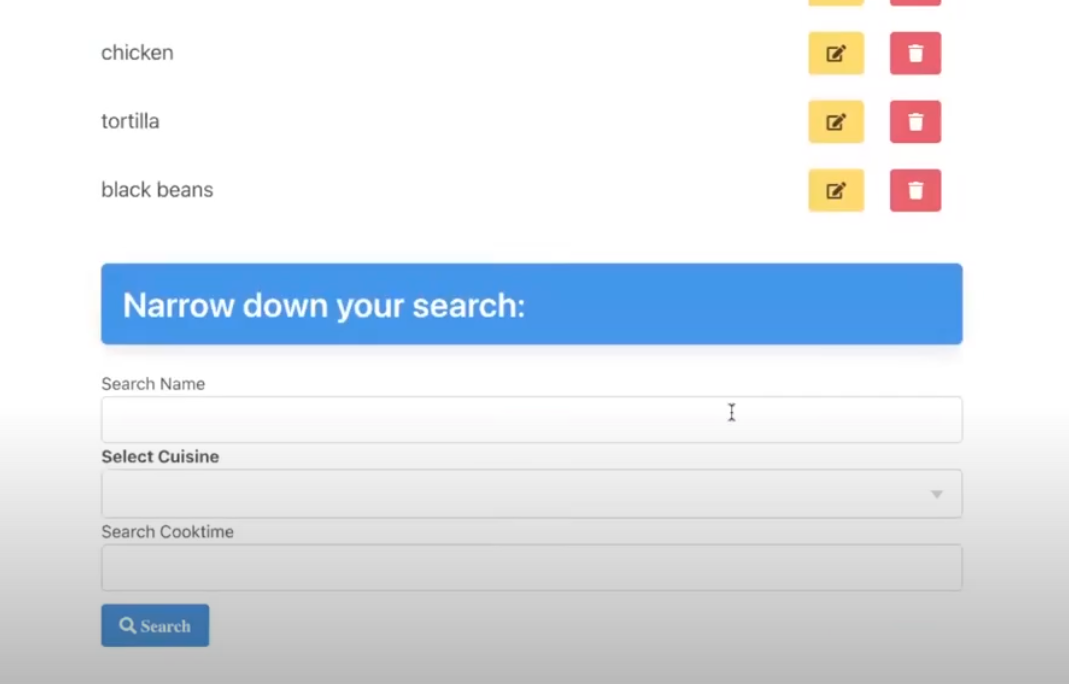 chicken
tortilla
black beans
Narrow down your search:
Search Name
Select Cuisine
Search Cooktime
Search